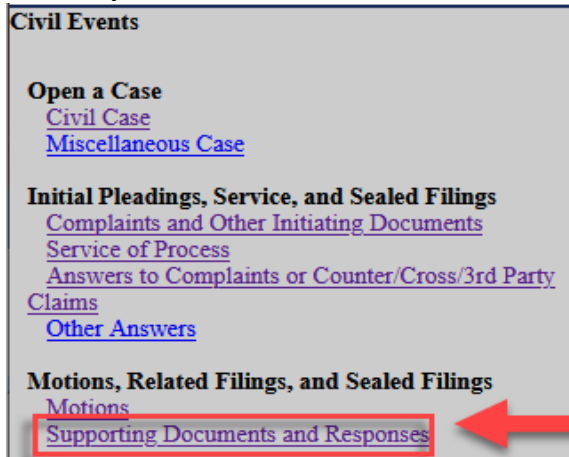 Civil Events
Open a Case
Civil Case
Miscellaneous Case
Initial Pleadings, Service, and Sealed Filings
Complaints and Other Initiating Documents
Service of Process
Answers to Complaints or Counter/Cross/3rd Party
Claims
Other Answers
Motions, Related Filings, and Sealed Filings
Motions
Supporting Documents and Responses